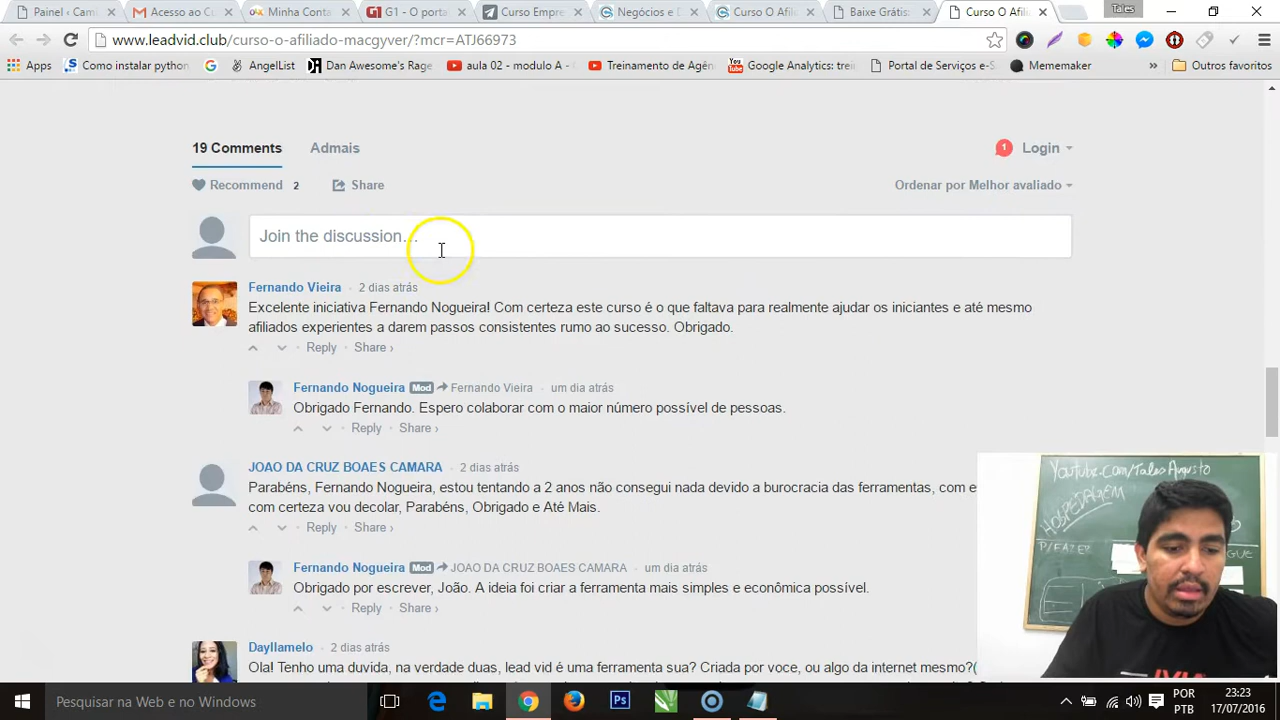 Painel ‹ Cam
Acesso ao Cu
Minha Conta
G1 - O porta
Curso Empre
Negócios e D
Curso O Afili
Baixe Grátis:
Curso O Afili
Tales
www.leadvid.club/curso-o-afiliado-macgyver/?mcr=ATJ66973
Apps
Como instalar python
AngelList
Dan Awesome's Rage
aula 02 - modulo A -
Treinamento de Agên
Google Analytics: trei
Portal de Serviços e-S
Mememaker
»
Outros favoritos
19 Comments
Admais
1
Login
Recommend 2
Share
Ordenar por Melhor avaliado
Join the discussion...
Fernando Vieira · 2 dias atrás
Excelente iniciativa Fernando Nogueira! Com certeza este curso é o que faltava para realmente ajudar os iniciantes e até mesmo
afiliados experientes a darem passos consistentes rumo ao sucesso. Obrigado.
• Reply • Share ›
Fernando Nogueira Mod Fernando Vieira · um dia atrás
Obrigado Fernando. Espero colaborar com o maior número possível de pessoas.
• Reply • Share ›
JOAO DA CRUZ BOAES CAMARA · 2 dias atrás
Parabéns, Fernando Nogueira, estou tentando a 2 anos não consegui nada devido a burocracia das ferramentas, com e
com certeza vou decolar, Parabéns, Obrigado e Até Mais.
• Reply • Share ›
Fernando Nogueira Mod JOAO DA CRUZ BOAES CAMARA · um dia atrás
Obrigado por escrever, João. A ideia foi criar a ferramenta mais simples e econômica possível.
• Reply • Share ›
Dayllamelo · 2 dias atrás
Ola! Tenho uma duvida, na verdade duas, lead vid é uma ferramenta sua? Criada por voce, ou algo da internet mesmo?(
Youtube.com/TalesAugusto
HOSPEDAGEM
P/FAZER
Pesquisar na Web e no Windows
Ps
POR
PTB
23:23
17/07/2016